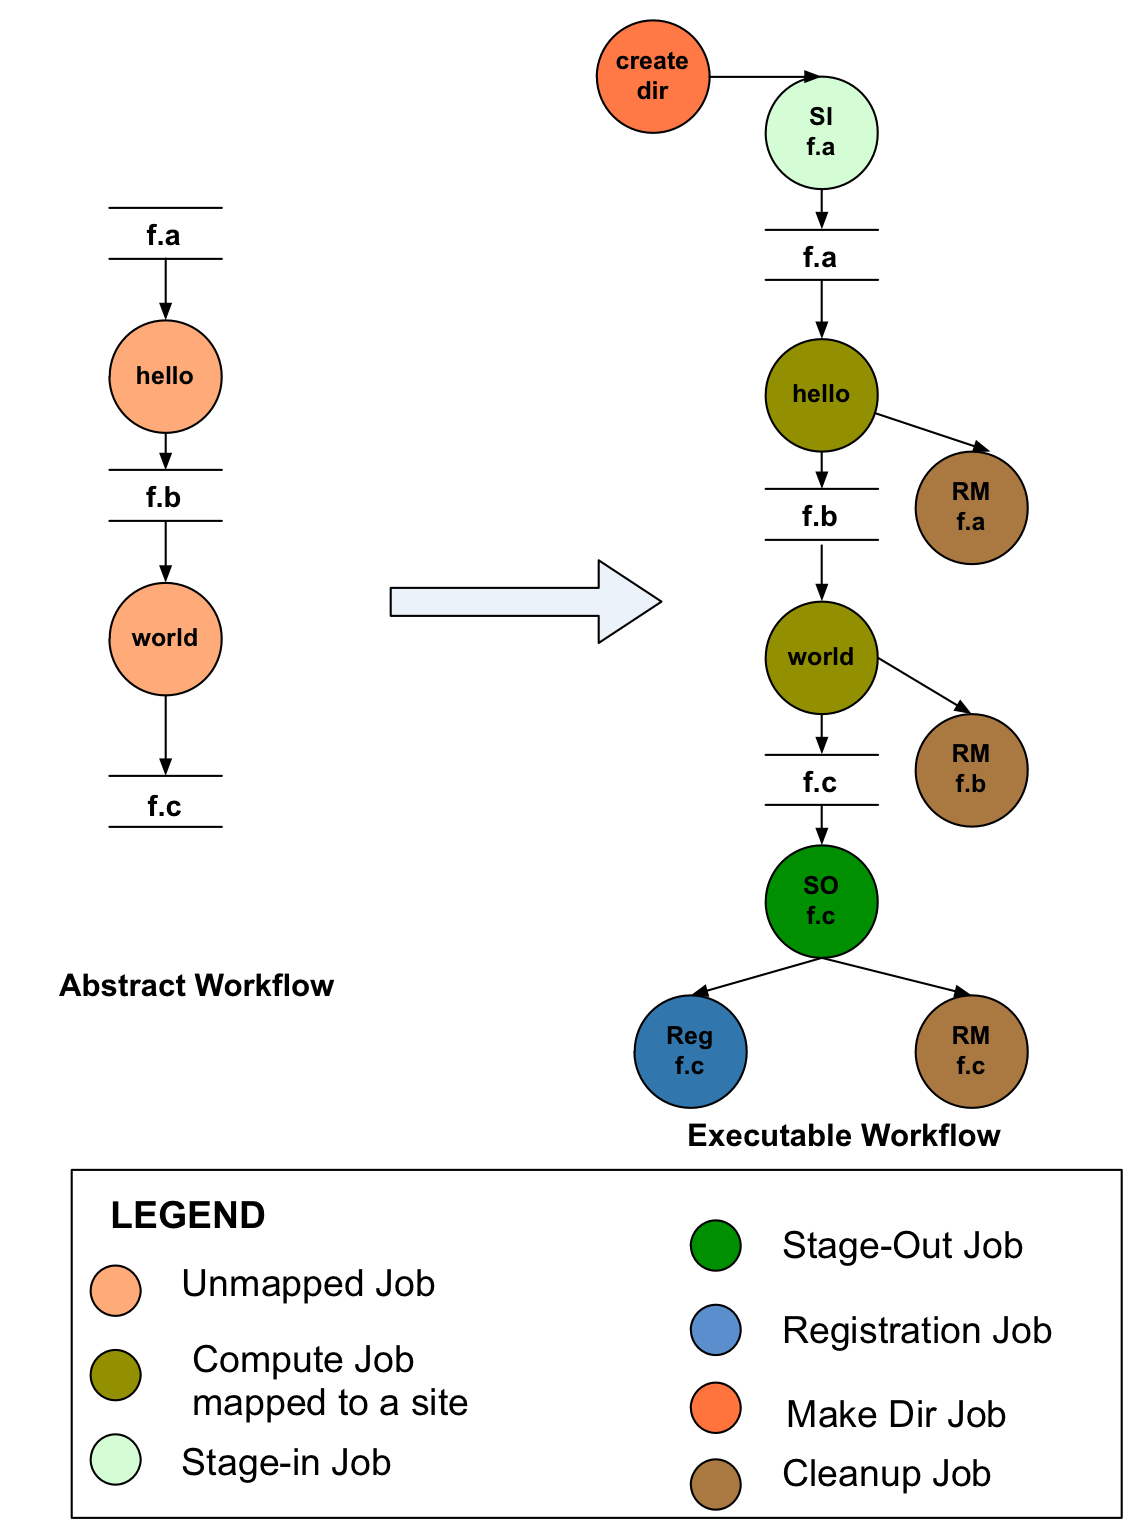 f.a
hello
f.b
world
f.c
Abstract Workflow
create
dir
SI
f.a
f.a
hello
RM
f.a
f.b
world
RM
f.b
f.c
SO
f.c
Reg
f.c
RM
f.c
Executable Workflow
LEGEND
Unmapped Job
Compute Job
mapped to a site
Stage-in Job
Stage-Out Job
Registration Job
Make Dir Job
Cleanup Job